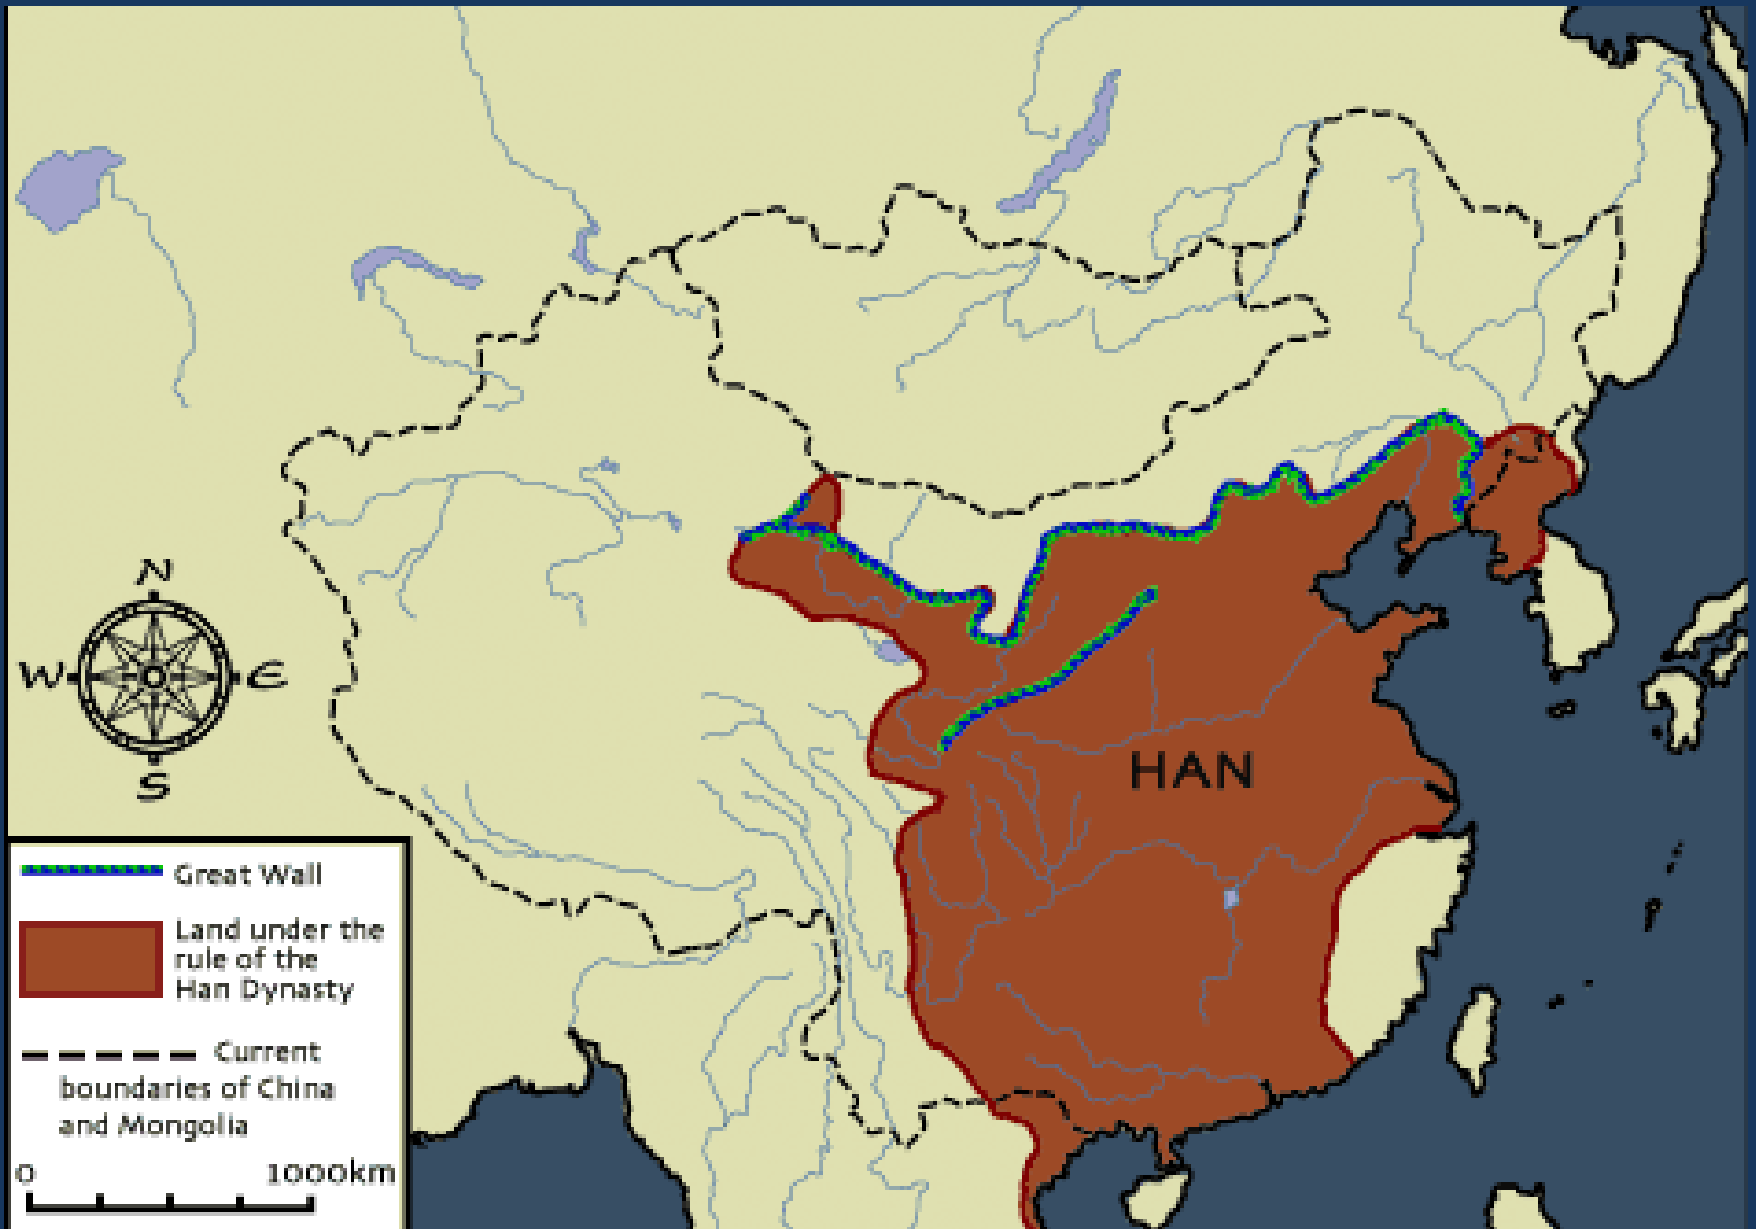 N
W
E
S
HAN
Great Wall
Land under the
rule of the
Han Dynasty
Current
boundaries of China
and Mongolia
0 1000km